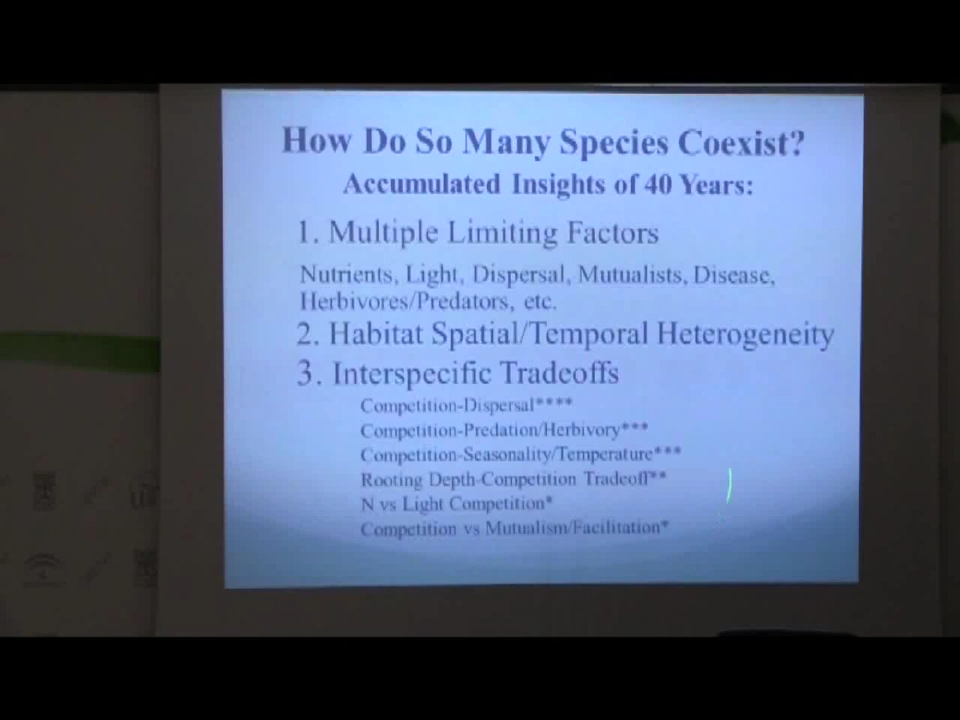 How Do So Many Species Coexist?
Accumulated Insights of 40 Years:
1. Multiple Limiting Factors
Nutrients, Light, Dispersal, Mutualists, Disease,
Herbivores/Predators, etc.
2. Habitat Spatial/Temporal Heterogeneity
3. Interspecific Tradeoffs
Competition-Dispersal****
Competition-Predation/Herbivory***
Competition-Seasonality/Temperature***
Rooting Depth-Competition Tradeoff**
N vs Light Competition*
Competition vs Mutualism/Facilitation*